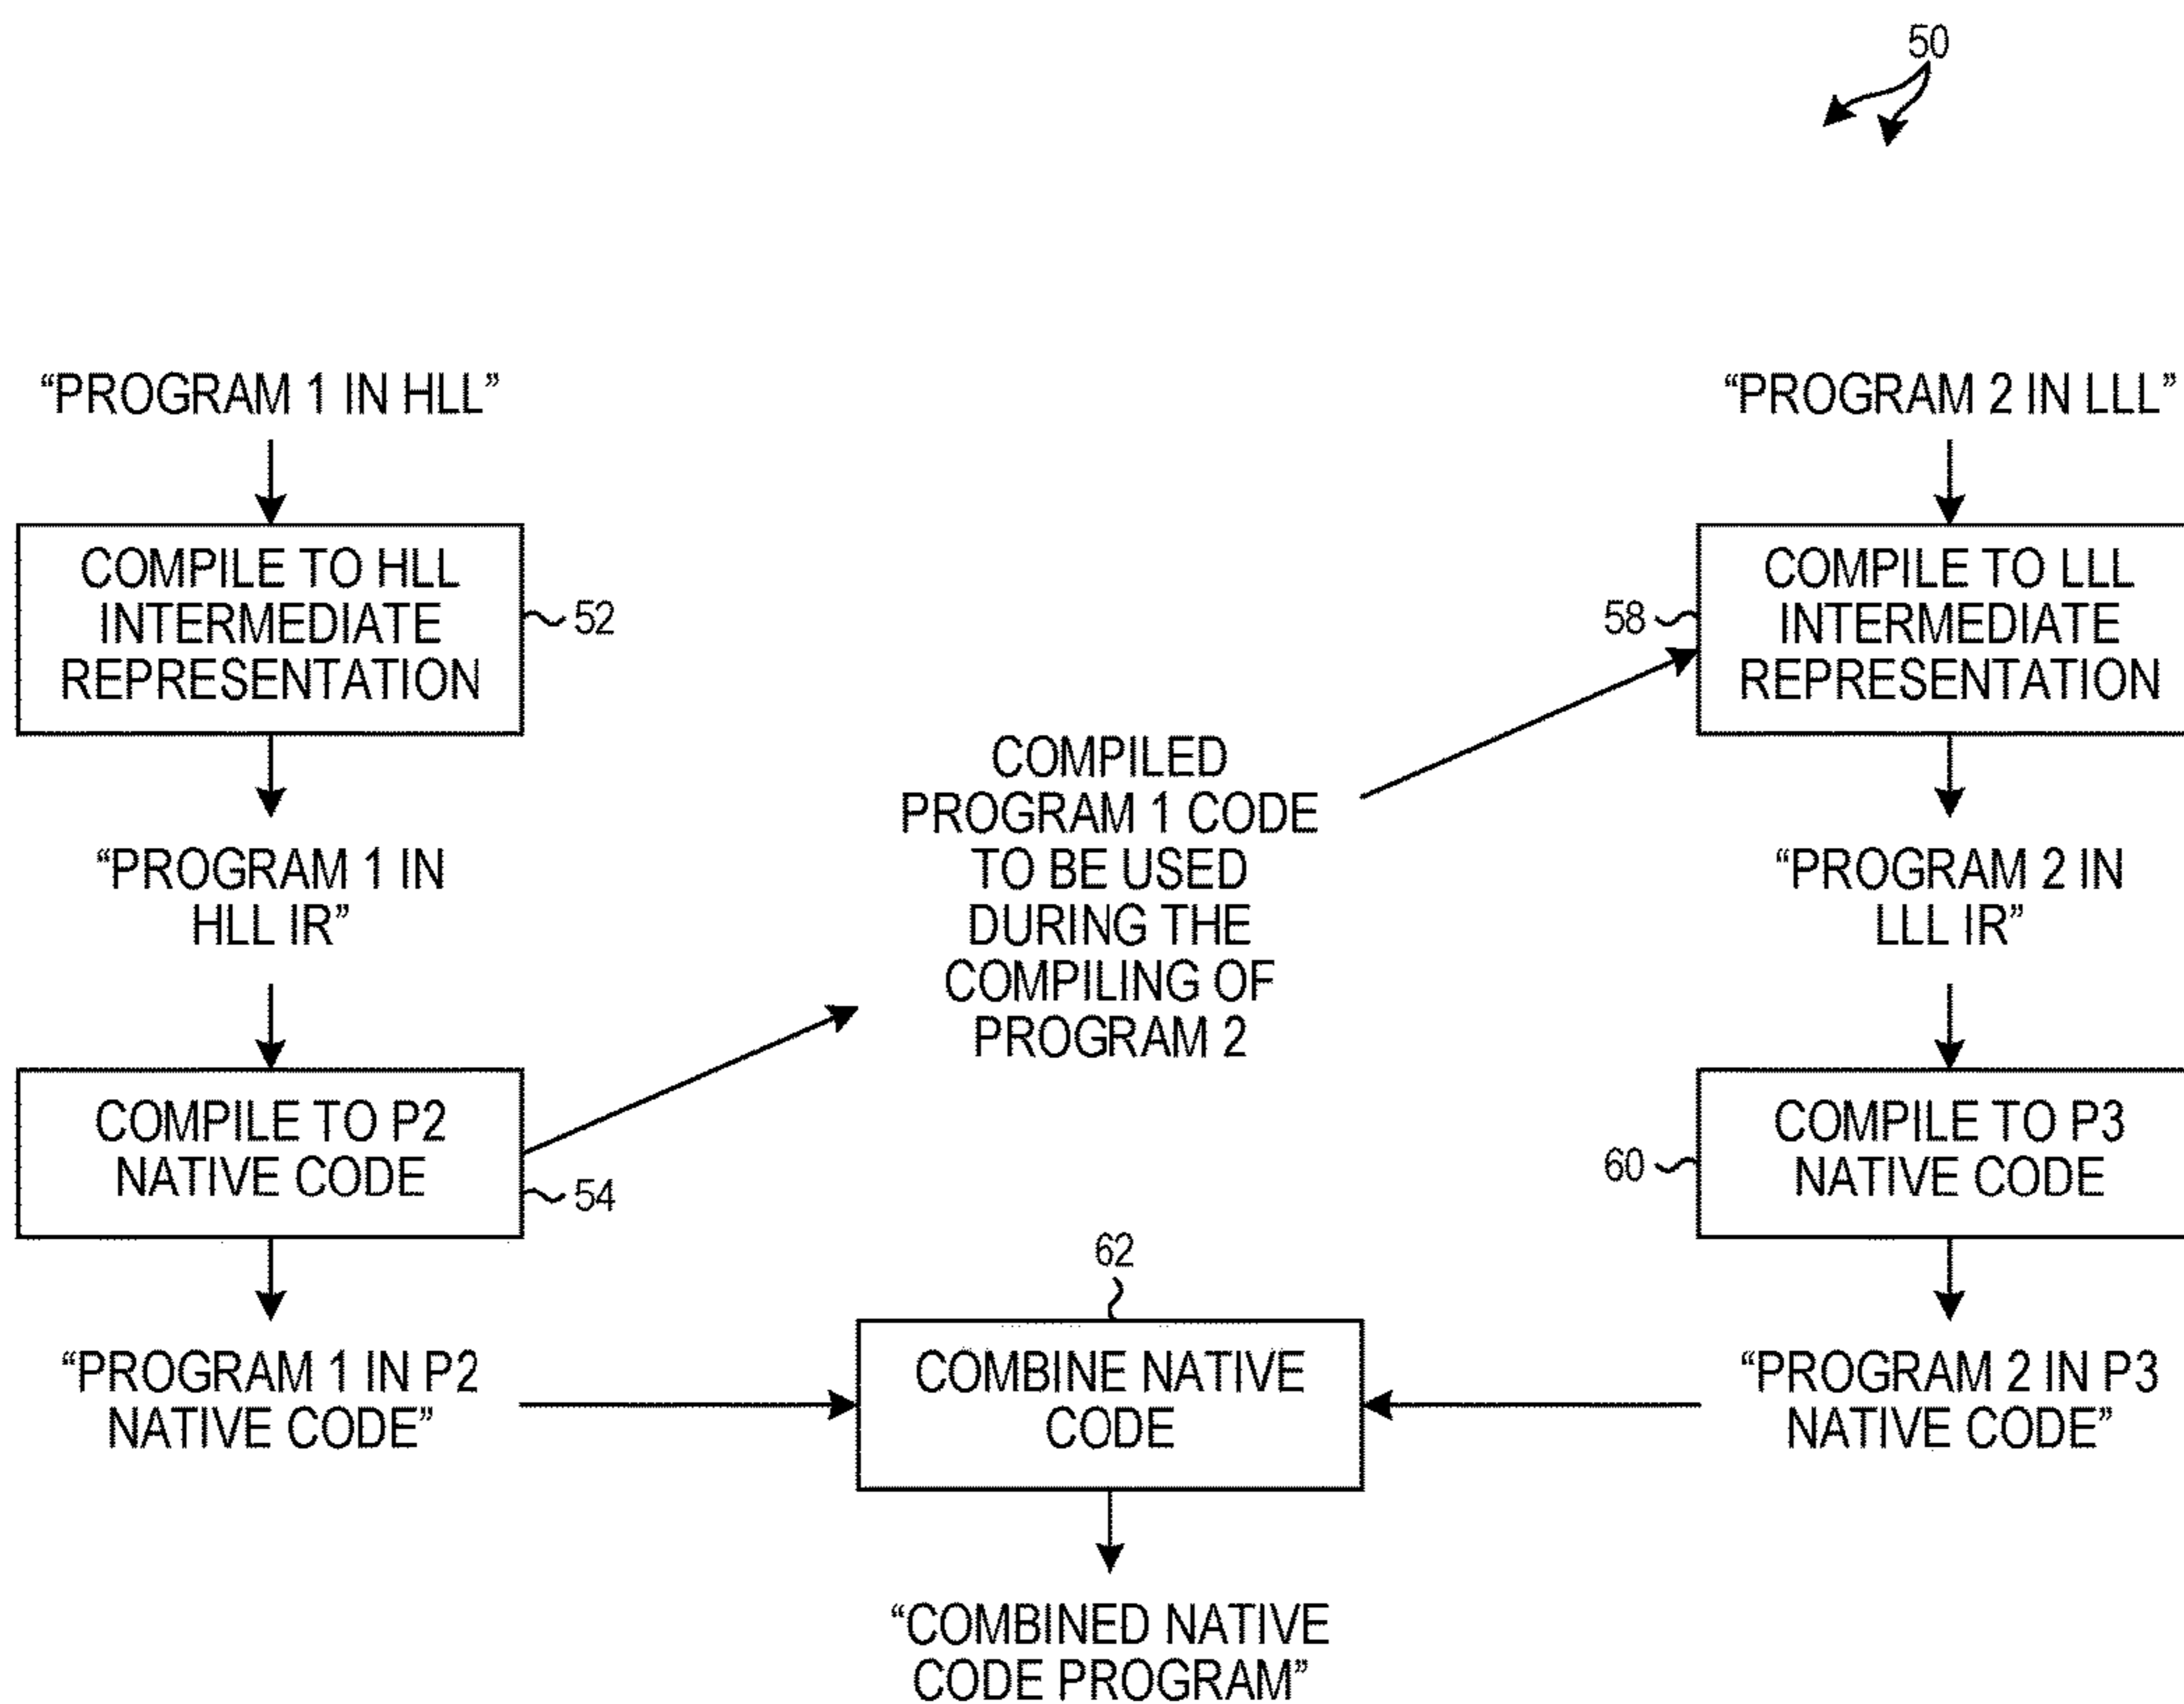 50
“PROGRAM 1 IN HLL”
“PROGRAM 2 IN LLL”
COMPILE TO HLL
INTERMEDIATE
REPRESENTATION
52
58
COMPILE TO LLL
INTERMEDIATE
REPRESENTATION
COMPILED
PROGRAM 1 CODE
TO BE USED
DURING THE
COMPILING OF
PROGRAM 2
“PROGRAM 1 IN
HLL IR”
“PROGRAM 2 IN
LLL IR”
COMPILE TO P2
NATIVE CODE
54
60
COMPILE TO P3
NATIVE CODE
62
“PROGRAM 1 IN P2
NATIVE CODE”
COMBINE NATIVE
CODE
“PROGRAM 2 IN P3
NATIVE CODE”
“COMBINED NATIVE
CODE PROGRAM”